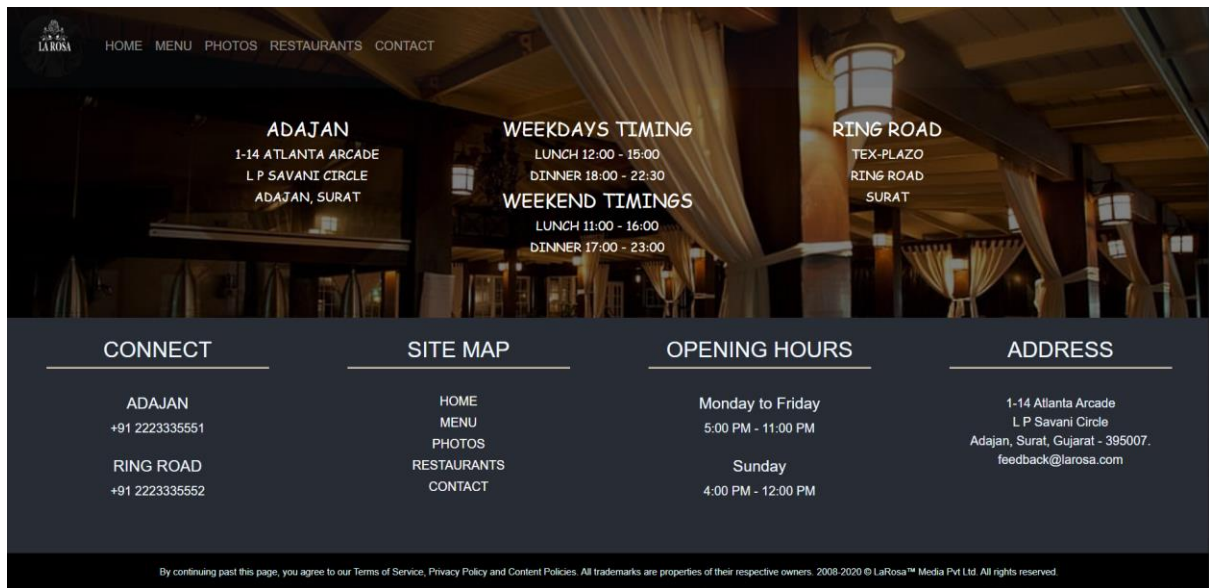 LA ROSA
HOME MENU PHOTOS RESTAURANTS CONTACT
ADAJAN
1-14 ATLANTA ARCADE
L P SAVANI CIRCLE
ADAJAN, SURAT
WEEKDAYS TIMING
LUNCH 12:00 - 15:00
DINNER 18:00 - 22:30
WEEKEND TIMINGS
LUNCH 11:00 - 16:00
DINNER 17:00 - 23:00
RING ROAD
TEX-PLAZO
RING ROAD
SURAT
CONNECT
ADAJAN
+91 2223335551
RING ROAD
+91 2223335552
SITE MAP
HOME
MENU
PHOTOS
RESTAURANTS
CONTACT
OPENING HOURS
Monday to Friday
5:00 PM - 11:00 PM
Sunday
4:00 PM - 12:00 PM
ADDRESS
1-14 Atlanta Arcade
L P Savani Circle
Adajan, Surat, Gujarat - 395007.
feedback@larosa.com
By continuing past this page, you agree to our Terms of Service, Privacy Policy and Content Policies. All trademarks are properties of their respective owners. 2008-2020 © LaRosa™ Media Pvt Ltd. All rights reserved.